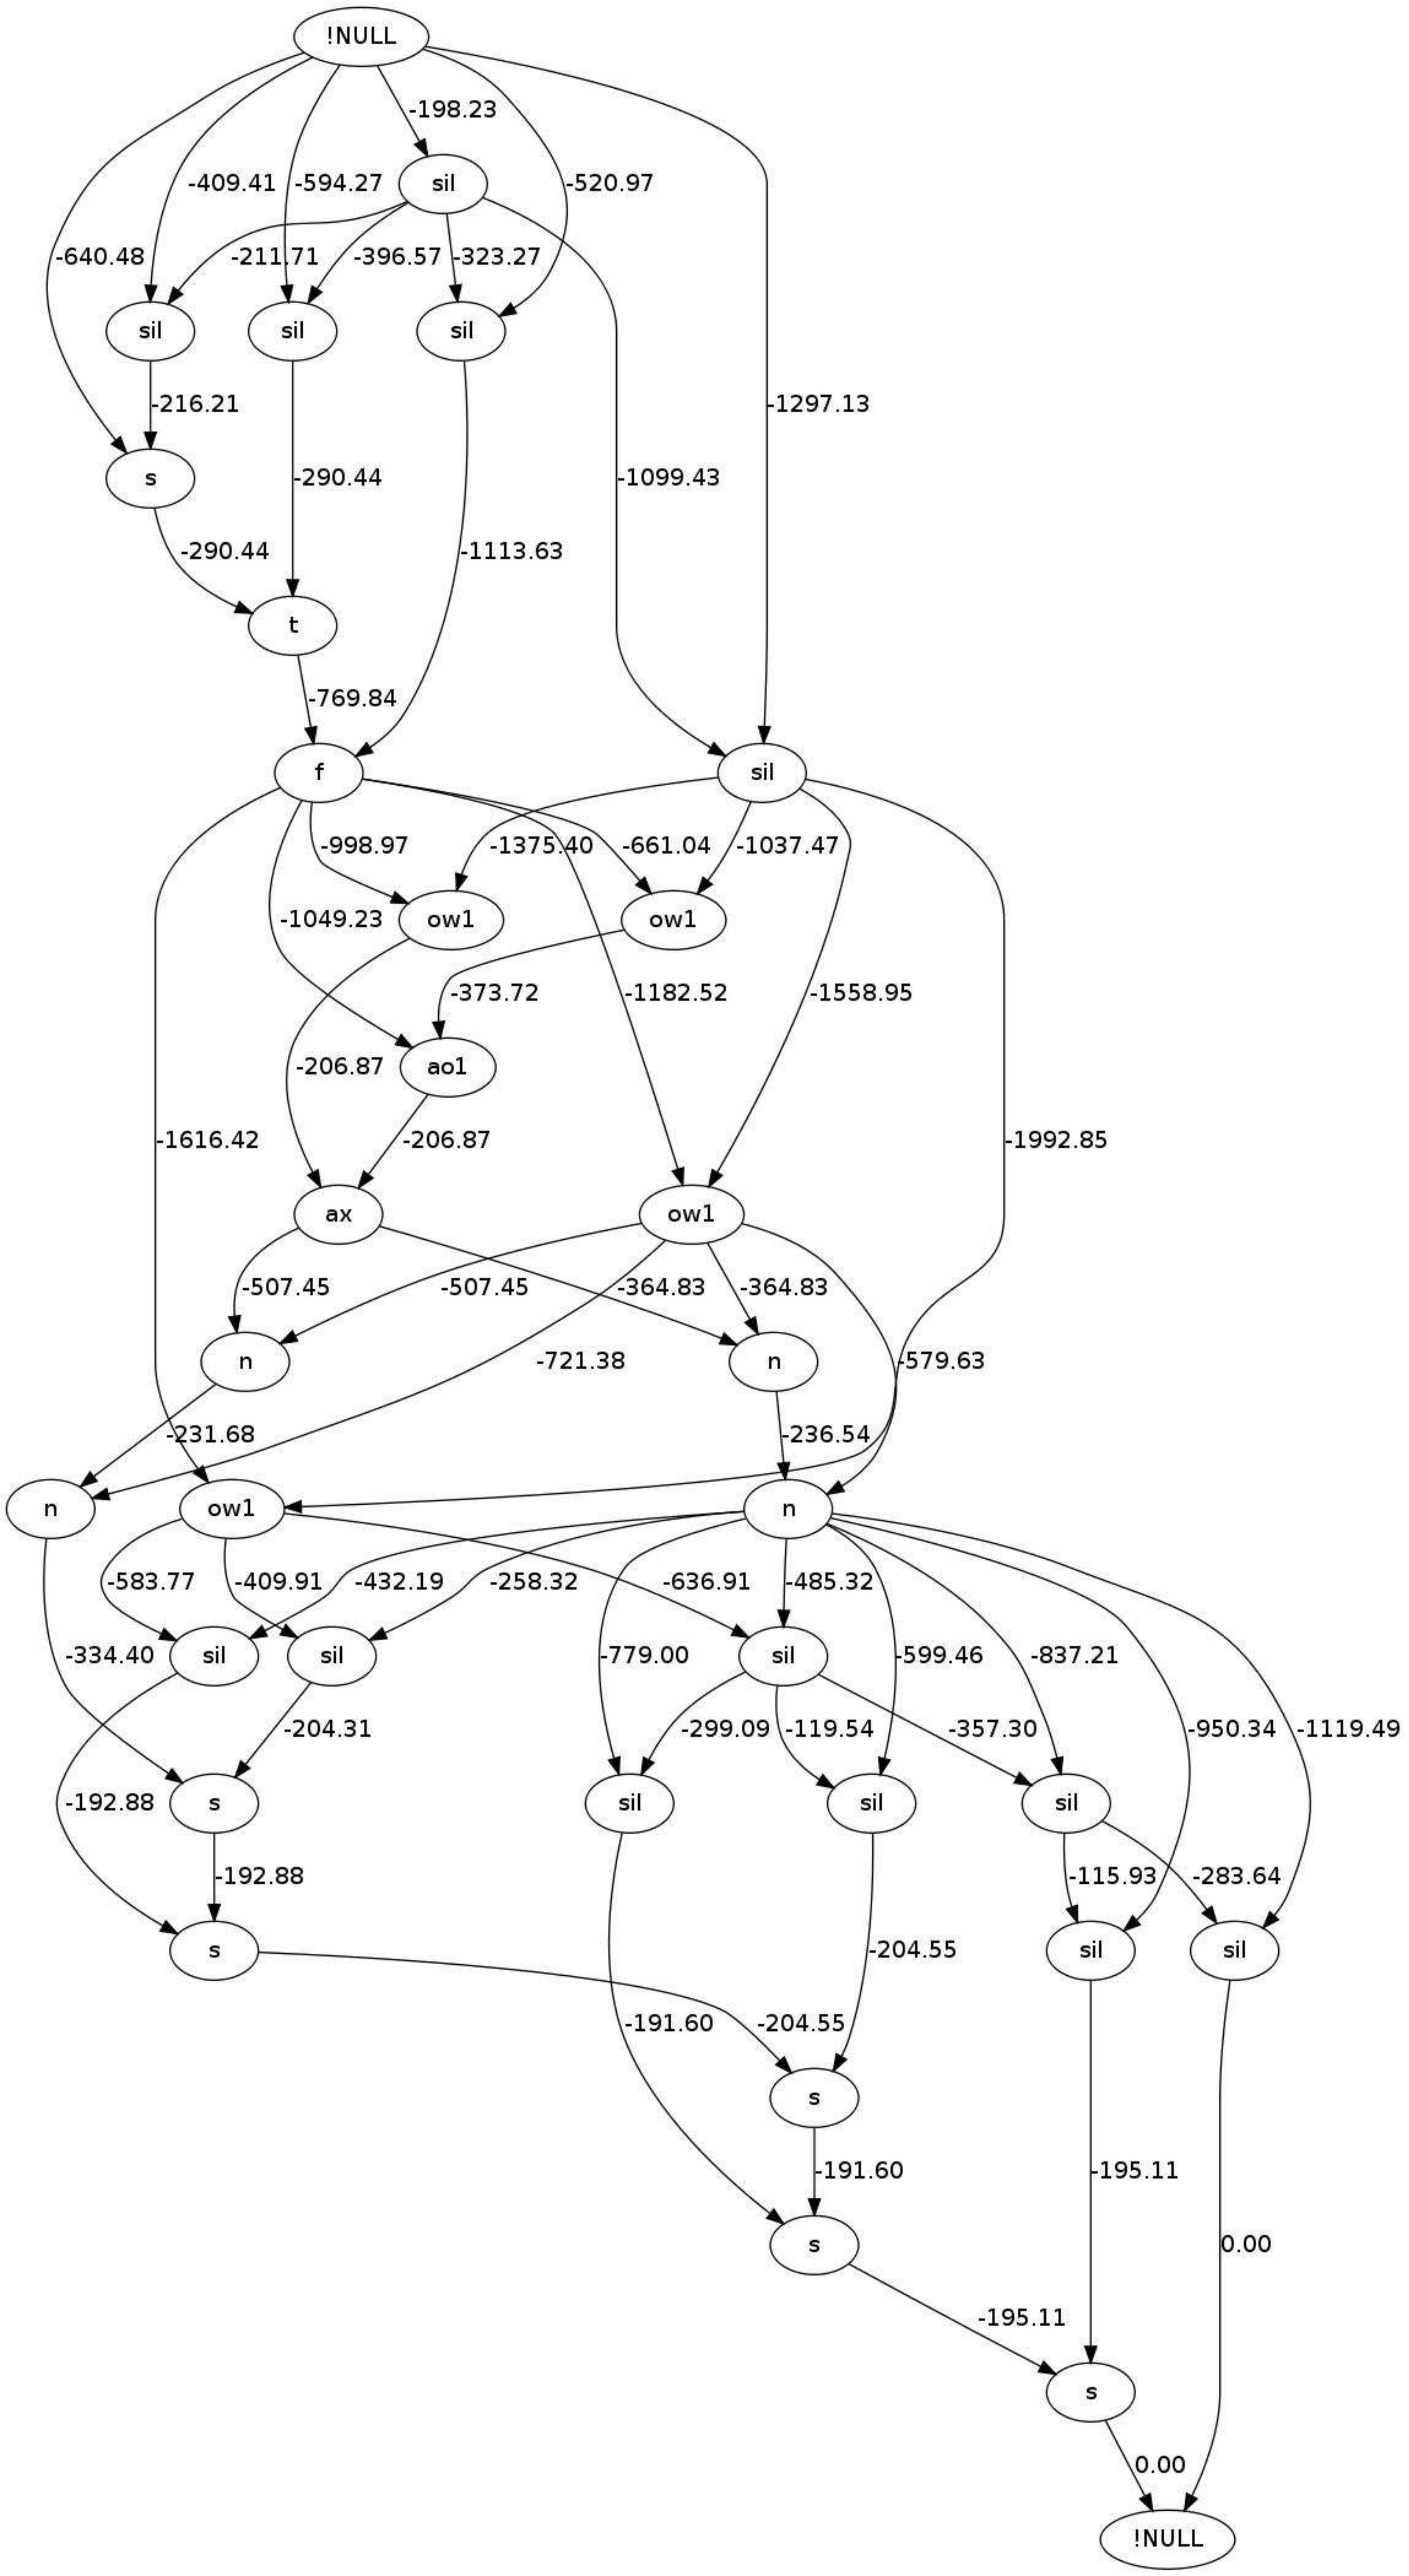 !NULL
-198.23
sil
-409.41
-594.27
-520.97
-640.48
-211.71
-396.57
-323.27
sil
sil
sil
-216.21
-1297.13
s
-290.44
-1099.43
-290.44
-1113.63
t
-769.84
f
sil
-998.97
-1375.40
-661.04
-1037.47
-1049.23
ow1
ow1
-373.72
-1182.52
-1558.95
-206.87
ao1
-1616.42
-206.87
-1992.85
ax
ow1
-507.45
-507.45
-364.83
-364.83
n
-721.38
n
-579.63
-231.68
-236.54
n
ow1
n
-583.77
-409.91
-432.19
-258.32
-636.91
-485.32
-334.40
sil
sil
-779.00
sil
-599.46
-837.21
-204.31
-299.09
-119.54
-357.30
-950.34
-1119.49
-192.88
s
sil
sil
sil
-192.88
-115.93
-283.64
s
-204.55
sil
sil
-191.60
-204.55
s
-191.60
-195.11
s
0.00
-195.11
s
0.00
!NULL